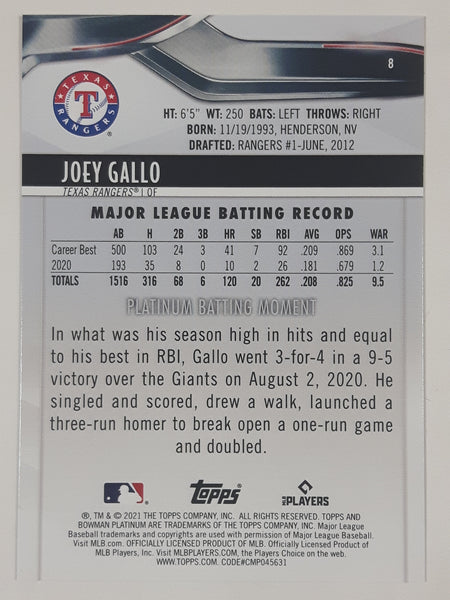 8
TEXAS
RANGERS
T
HT: 6'5" WT: 250 BATS: LEFT THROWS: RIGHT
BORN: 11/19/1993, HENDERSON, NV
DRAFTED: RANGERS #1-JUNE, 2012
JOEY GALLO
TEXAS RANGERS® | OF
MAJOR LEAGUE BATTING RECORD
AB H 2B 3B HR SB RBI AVG OPS WAR
Career Best 500 103 24 3 41 7 92 .209 .869 3.1
2020 193 35 8 0 10 2 26 .181 .679 1.2
TOTALS 1516 316 68 6 120 20 262 .208 .825 9.5
PLATINUM BATTING MOMENT
In what was his season high in hits and equal
to his best in RBI, Gallo went 3-for-4 in a 9-5
victory over the Giants on August 2, 2020. He
singled and scored, drew a walk, launched a
three-run homer to break open a one-run game
and doubled.
TOPPS
MLB PLAYERS
®, TM & © 2021 THE TOPPS COMPANY, INC. ALL RIGHTS RESERVED. TOPPS AND
BOWMAN PLATINUM ARE TRADEMARKS OF THE TOPPS COMPANY, INC. Major League
Baseball trademarks and copyrights are used with permission of Major League Baseball.
Visit MLB.com. OFFICIALLY LICENSED PRODUCT OF MLB. Officially Licensed Product of
MLB Players, Inc. Visit MLBPLAYERS.com, the Players Choice on the web.
WWW.TOPPS.COM. CODE#CMP045631